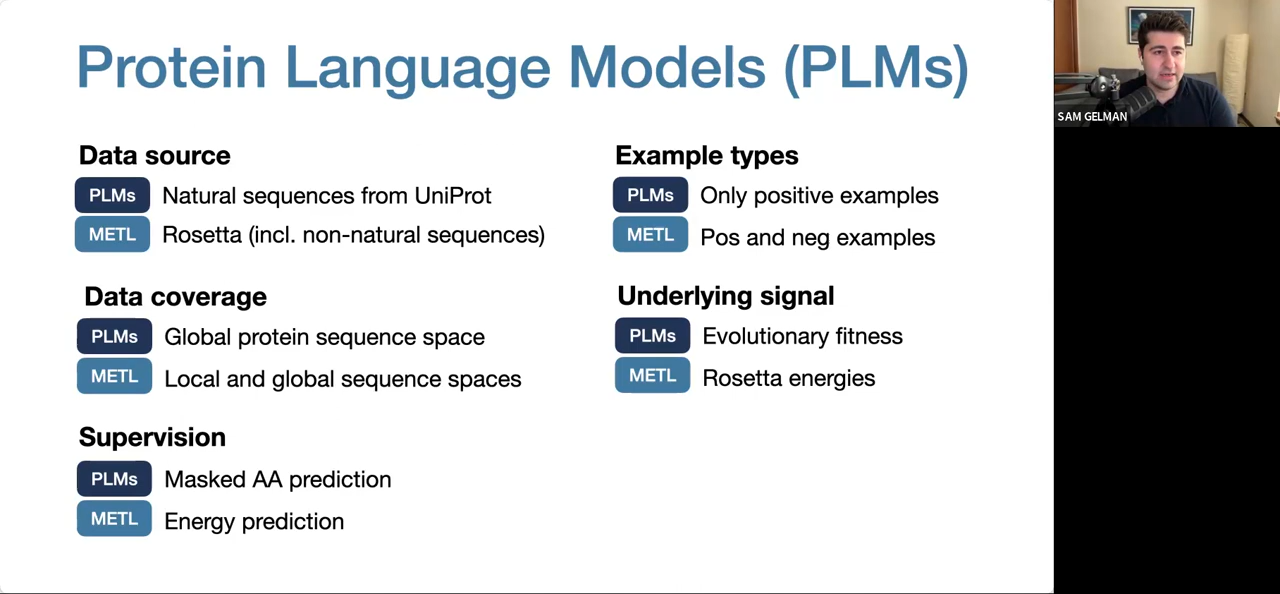 Protein Language Models (PLMs)
Data source
PLMs Natural sequences from UniProt
METL Rosetta (incl. non-natural sequences)
Data coverage
PLMs Global protein sequence space
METL Local and global sequence spaces
Supervision
PLMs Masked AA prediction
METL Energy prediction
Example types
PLMs Only positive examples
METL Pos and neg examples
Underlying signal
PLMs Evolutionary fitness
METL Rosetta energies
SAM GELMAN